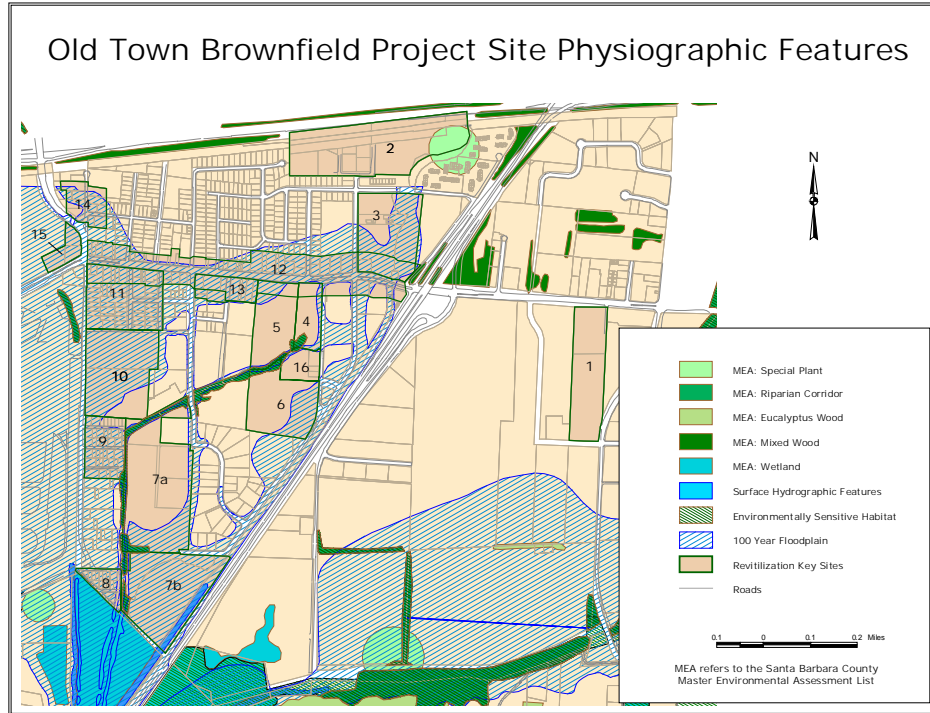 Old Town Brownfield Project Site Physiographic Features
N
2
14
3
15
12
13
11
5
4
16
1
10
6
9
7a
8
7b
MEA: Special Plant
MEA: Riparian Corridor
MEA: Eucalyptus Wood
MEA: Mixed Wood
MEA: Wetland
Surface Hydrographic Features
Environmentally Sensitive Habitat
100 Year Floodplain
Revitilization Key Sites
Roads
0.1 0 0.1 0.2 Miles
MEA refers to the Santa Barbara County
Master Environmental Assessment List